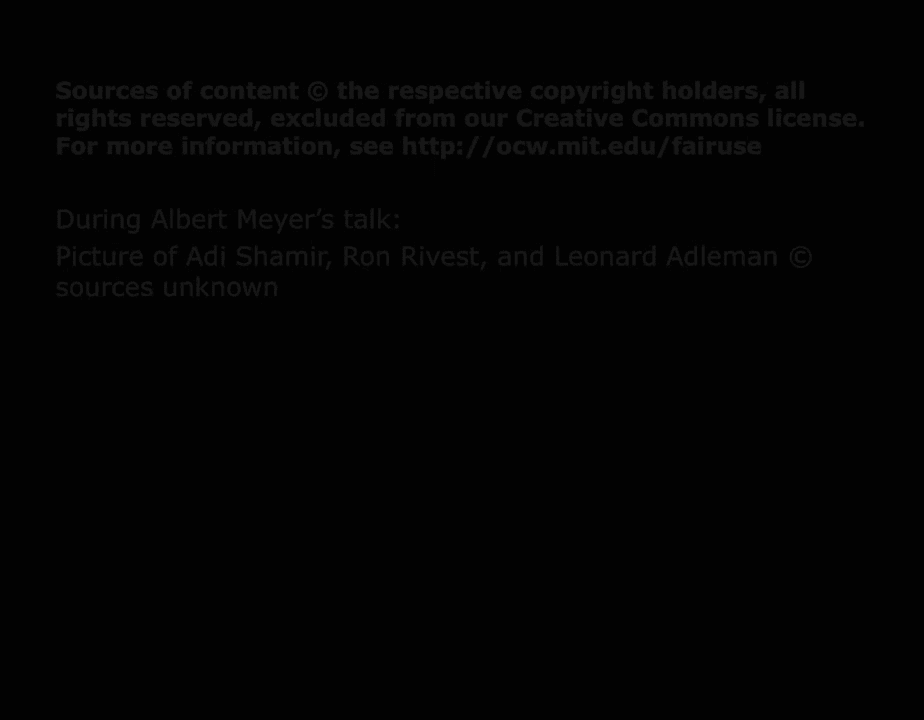 Sources of content © the respective copyright holders, all
rights reserved, excluded from our Creative Commons license.
For more information, see http://ocw.mit.edu/fairuse
During Albert Meyer’s talk:
Picture of Adi Shamir, Ron Rivest, and Leonard Adleman ©
sources unknown